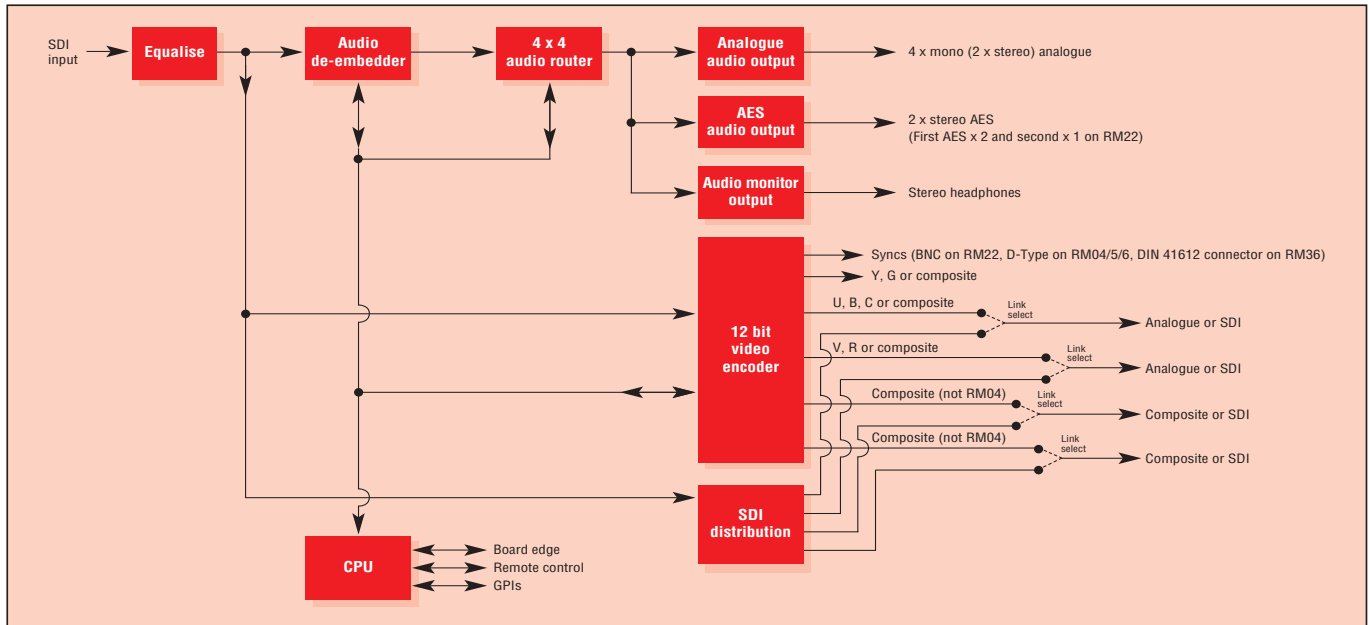 SDI
input
Equalise
Audio
de-embedder
4 x 4
audio router
Analogue
audio output
4 x mono (2 x stereo) analogue
AES
audio output
2 x stereo AES
(First AES x 2 and second x 1 on RM22)
Audio monitor
output
Stereo headphones
12 bit
video
encoder
Syncs (BNC on RM22, D-Type on RM04/5/6, DIN 41612 connector on RM36)
Y, G or composite
U, B, C or composite
Link
select
Analogue or SDI
V, R or composite
Link
select
Analogue or SDI
Composite (not RM04)
Link
select
Composite or SDI
Composite (not RM04)
Link
select
Composite or SDI
SDI
distribution
CPU
Board edge
Remote control
GPIs